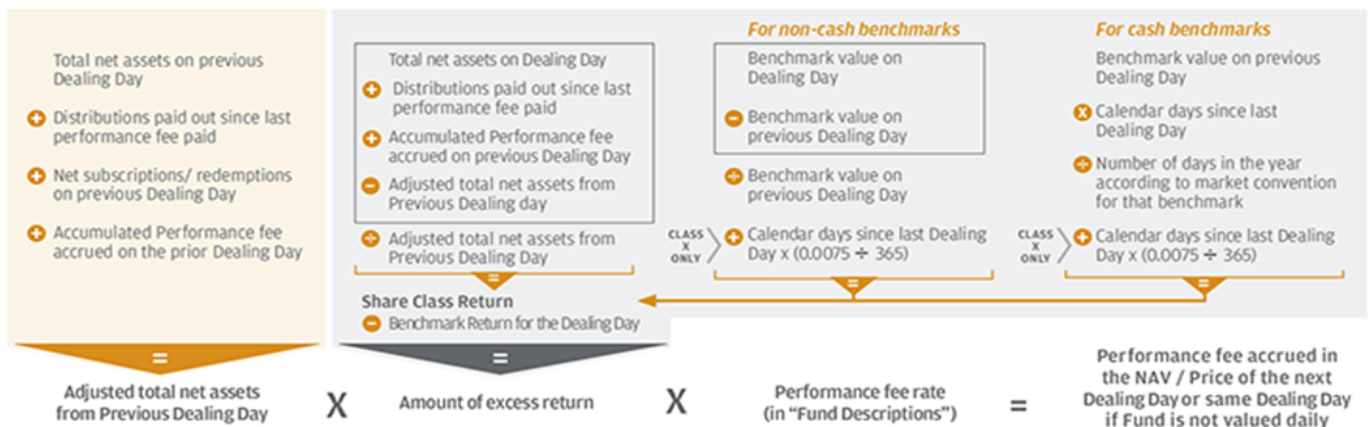 Total net assets on previous
Dealing Day
+ Distributions paid out since last
performance fee paid
+ Net subscriptions/ redemptions
on previous Dealing Day
+ Accumulated Performance fee
accrued on the prior Dealing Day
=
Adjusted total net assets
from Previous Dealing Day
X
Total net assets on Dealing Day
+ Distributions paid out since last
performance fee paid
+ Accumulated Performance fee
accrued on previous Dealing Day
− Adjusted total net assets from
Previous Dealing day
÷ Adjusted total net assets from
Previous Dealing Day
=
Share Class Return
− Benchmark Return for the Dealing Day
=
Amount of excess return
For non-cash benchmarks
Benchmark value on
Dealing Day
− Benchmark value on
previous Dealing Day
÷ Benchmark value on
previous Dealing Day
CLASS
X
ONLY
+ Calendar days since last Dealing
Day x (0.0075 ÷ 365)
=
For cash benchmarks
Benchmark value on previous
Dealing Day
x Calendar days since last
Dealing Day
÷ Number of days in the year
according to market convention
for that benchmark
CLASS
X
ONLY
+ Calendar days since last Dealing
Day x (0.0075 ÷ 365)
=
X
Performance fee rate
(in “Fund Descriptions”)
=
Performance fee accrued in
the NAV / Price of the next
Dealing Day or same Dealing Day
if Fund is not valued daily